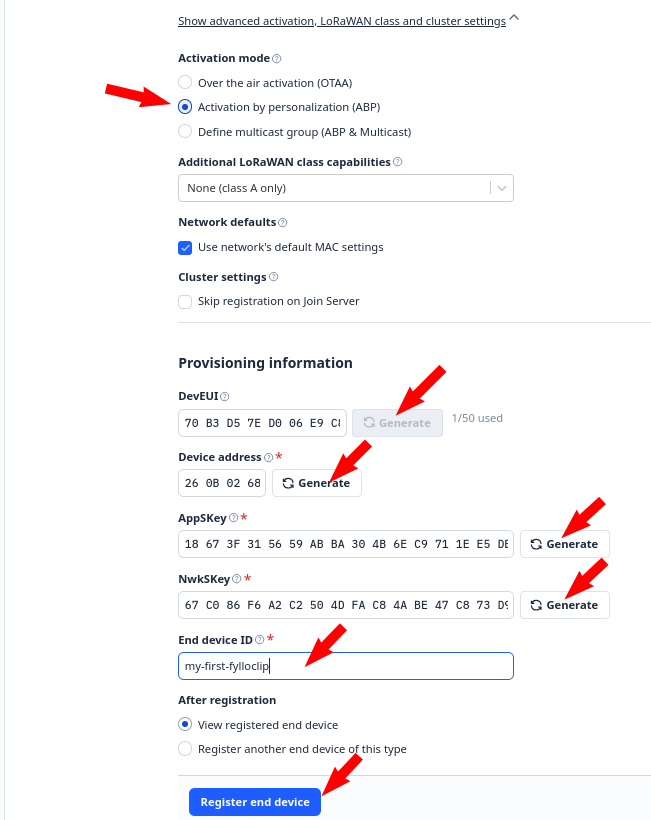 Show advanced activation, LoRaWAN class and cluster settings
Activation mode
Over the air activation (OTAA)
Activation by personalization (ABP)
Define multicast group (ABP & Multicast)
Additional LoRaWAN class capabilities
None (class A only)
Network defaults
Use network's default MAC settings
Cluster settings
Skip registration on Join Server
Provisioning information
DevEUI
70 B3 D5 7E D0 06 E9 C8 Generate 1/50 used
Device address *
26 0B 02 68 Generate
AppSKey *
18 67 3F 31 56 59 AB BA 30 4B 6E C9 71 1E E5 Generate
NwkSKey *
67 C0 86 F6 A2 C2 50 4D FA C8 4A BE 47 C8 73 Generate
End device ID *
my-first-fylloclip
After registration
View registered end device
Register another end device of this type
Register end device